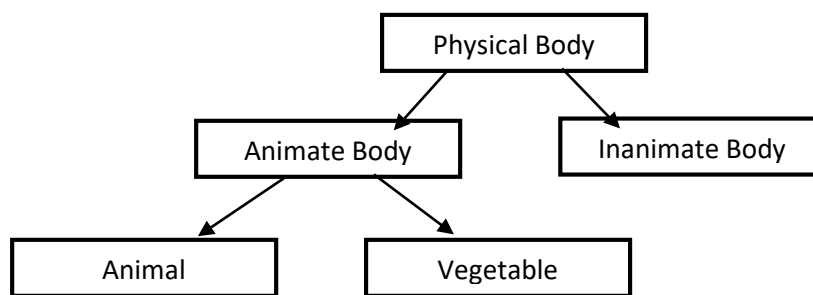 Physical Body
Animate Body
Inanimate Body
Animal
Vegetable